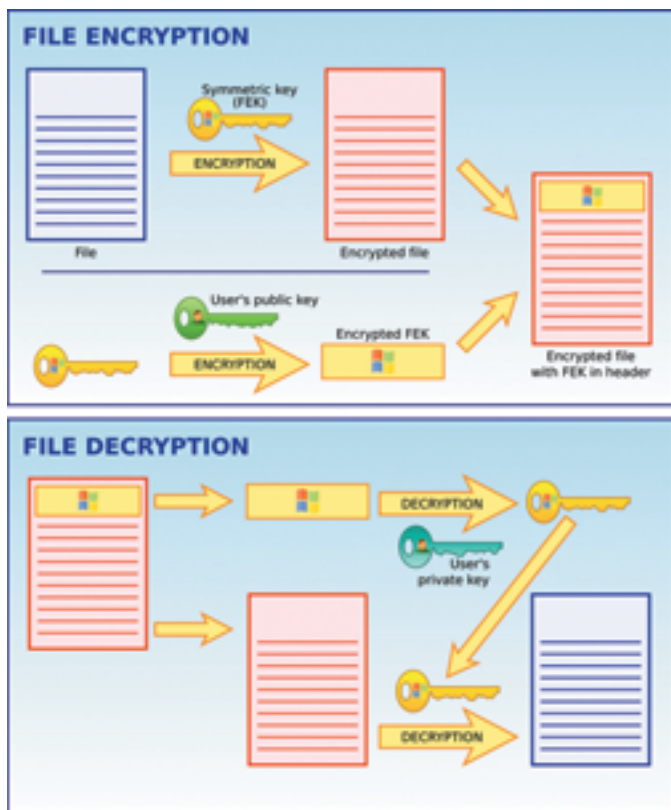 FILE ENCRYPTION
Symmetric key
(FEK)
ENCRYPTION
File
Encrypted file
User's public key
Encrypted FEK
ENCRYPTION
Encrypted file
with FEK in header
FILE DECRYPTION
DECRYPTION
User's
private key
DECRYPTION